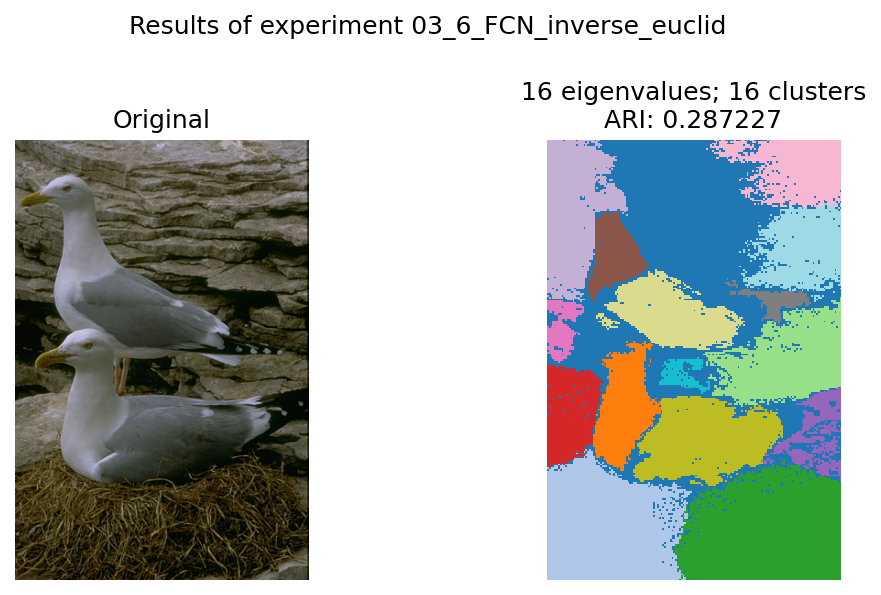 Results of experiment 03_6_FCN_inverse_euclid
Original
16 eigenvalues; 16 clusters
ARI: 0.287227